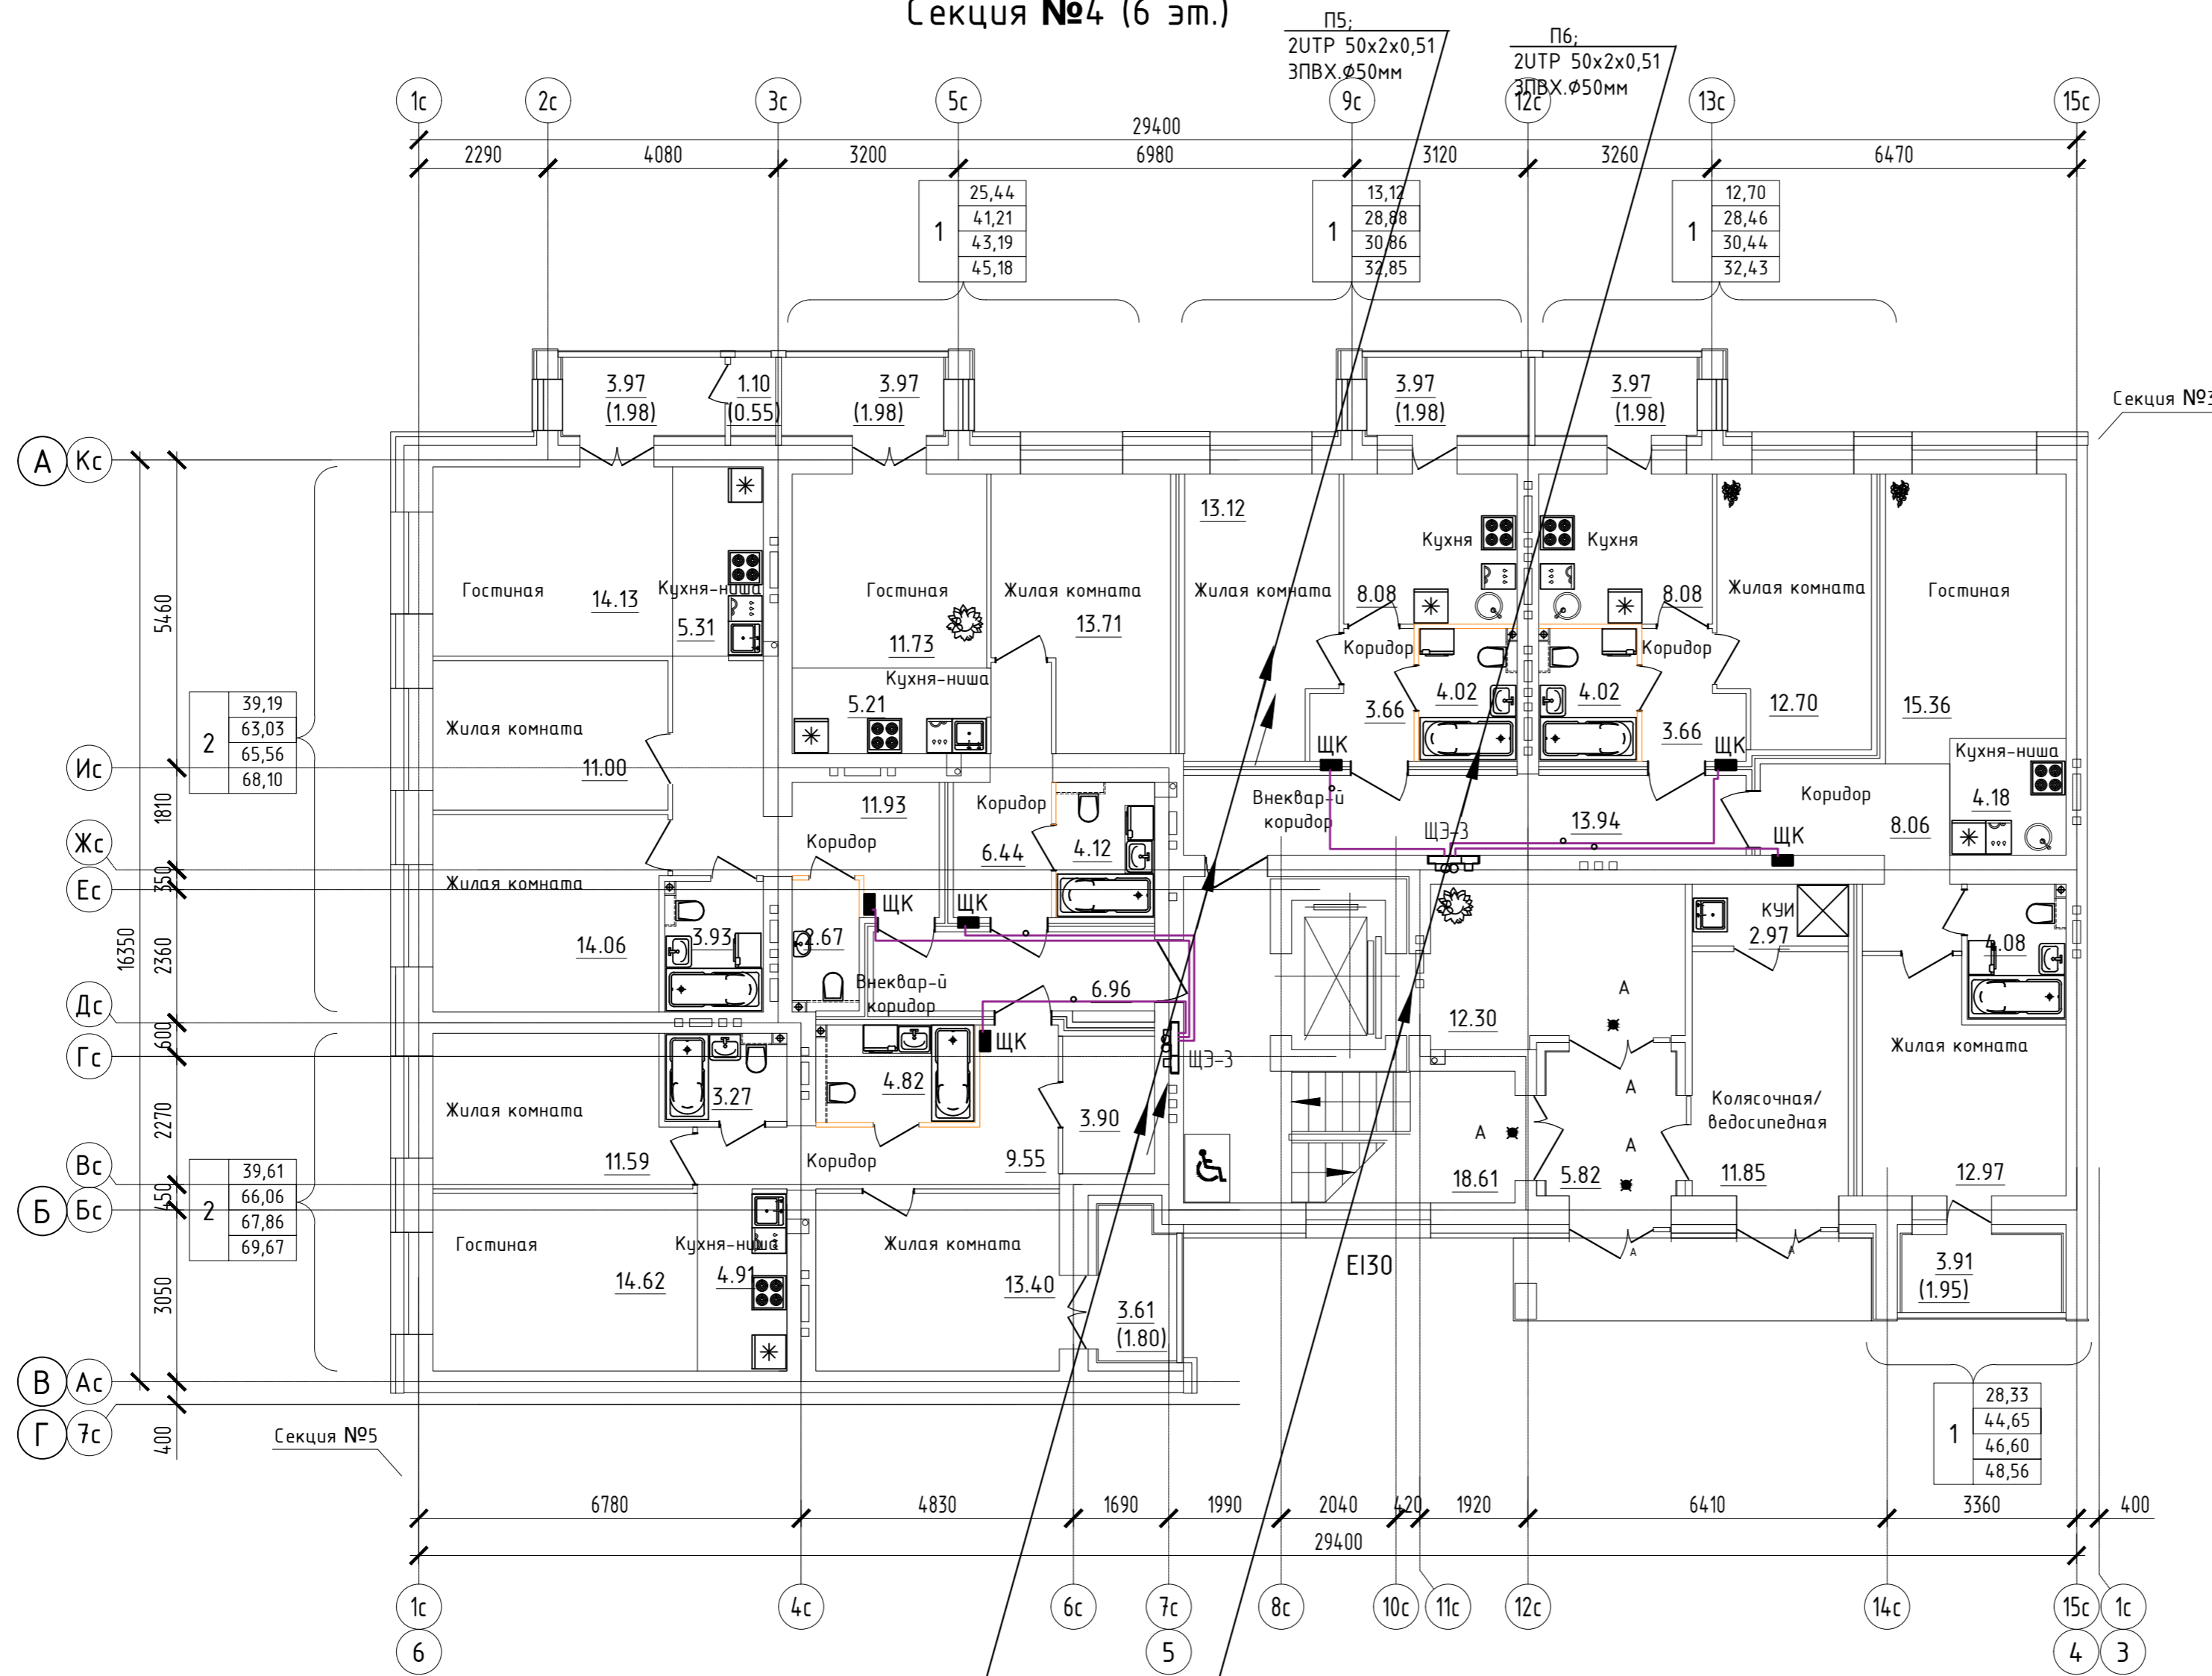 Секция №4 (6 эт.)
П5;
2UTP 50x2x0,51
3ПВХ.ø50мм
П6;
2UTP 50x2x0,51
3ПВХ.ø50мм
1с
2с
3с
5с
9с
12с
13с
15с
29400
2290
4080
3200
6980
3120
3260
6470
1
25,44
41,21
43,19
45,18
1
13,12
28,88
30,86
32,85
1
12,70
28,46
30,44
32,43
3.97
(1.98)
1.10
(0.55)
3.97
(1.98)
3.97
(1.98)
3.97
(1.98)
Секция №3
А
Кс
5460
Гостиная
14.13
Кухня-ниша
5.31
Гостиная
11.73
Кухня-ниша
5.21
Жилая комната
13.71
13.12
Жилая комната
Кухня
8.08
Коридор
3.66
4.02
Кухня
8.08
Коридор
4.02
3.66
Жилая комната
12.70
Гостиная
15.36
Кухня-ниша
4.18
2
39,19
63,03
65,56
68,10
Жилая комната
11.00
Ис
1810
ЩК
ЩК
Внеквар-й
коридор
13.94
ЩЭ-3
Коридор
8.06
ЩК
11.93
Коридор
Коридор
6.44
4.12
Жс
350
Ес
Жилая комната
14.06
3.93
ЩК
ЩК
2.67
16350
2360
Внеквар-й
коридор
6.96
КУИ
2.97
4.08
Дс
600
Гс
ЩК
ЩЭ-3
12.30
А
Жилая комната
12.97
4.82
3.27
3.90
Жилая комната
11.59
Коридор
9.55
2270
А
А
А
Колясочная/
ведосипедная
11.85
18.61
5.82
Вс
450
Б
Бс
2
39,61
66,06
67,86
69,67
Гостиная
14.62
Кухня-ниша
4.91
Жилая комната
13.40
3.61
(1.80)
EI30
А
А
3.91
(1.95)
3050
В
Ас
Г
7с
400
Секция №5
1
28,33
44,65
46,60
48,56
6780
4830
1690
1990
2040
420
1920
6410
3360
400
29400
1с
4с
6с
7с
8с
10с
11с
12с
14с
15с
1с
6
5
4
3